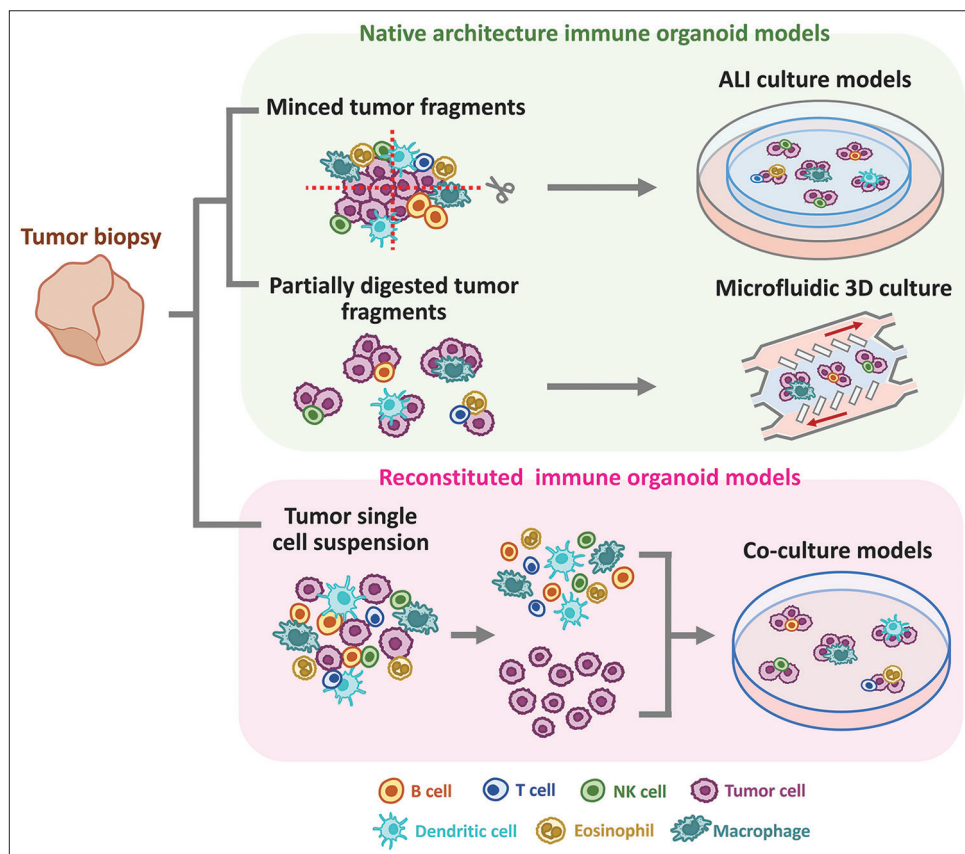 Native architecture immune organoid models
Minced tumor fragments
ALI culture models
Tumor biopsy
Partially digested tumor
fragments
Microfluidic 3D culture
Reconstituted immune organoid models
Tumor single
cell suspension
Co-culture models
B cell
T cell
NK cell
Tumor cell
Dendritic cell
Eosinophil
Macrophage